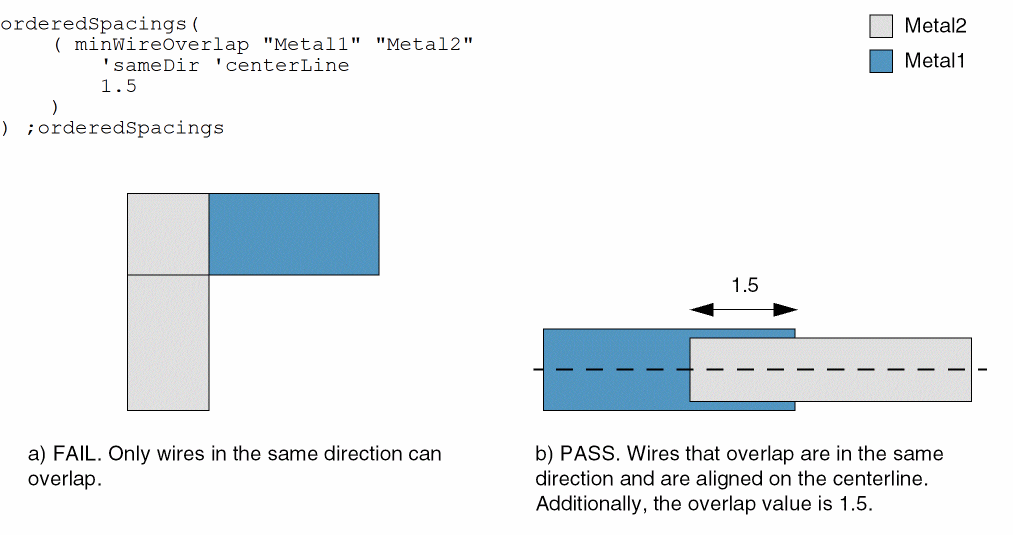 orderedSpacings(
( minWireOverlap "Metal1" "Metal2"
'sameDir 'centerLine
1.5
)
) ;orderedSpacings
Metal2
Metal1
1.5
a) FAIL. Only wires in the same direction can
overlap.
b) PASS. Wires that overlap are in the same
direction and are aligned on the centerline.
Additionally, the overlap value is 1.5.